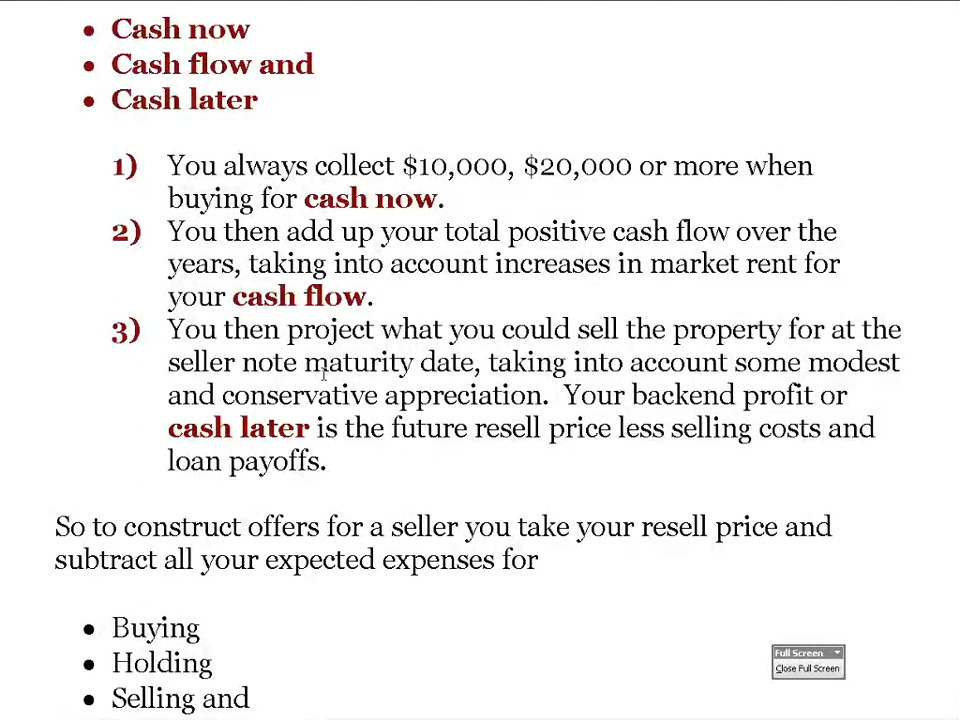 • Cash now
• Cash flow and
• Cash later
1) You always collect $10,000, $20,000 or more when
buying for cash now.
2) You then add up your total positive cash flow over the
years, taking into account increases in market rent for
your cash flow.
3) You then project what you could sell the property for at the
seller note maturity date, taking into account some modest
and conservative appreciation.  Your backend profit or
cash later is the future resell price less selling costs and
loan payoffs.
So to construct offers for a seller you take your resell price and
subtract all your expected expenses for
• Buying
• Holding
• Selling and
Full Screen
Close Full Screen